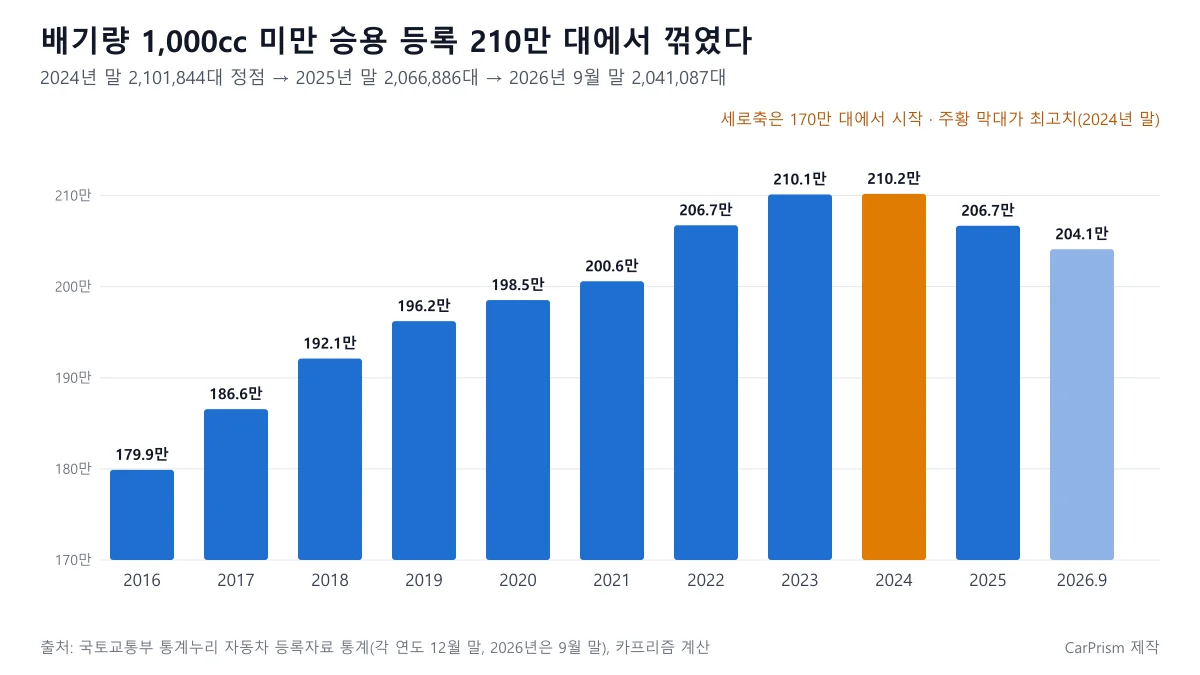 배기량 1,000cc 미만 승용 등록 210만 대에서 꺾였다
2024년 말 2,101,844대 정점 → 2025년 말 2,066,886대 → 2026년 9월 말 2,041,087대
세로축은 170만 대에서 시작 · 주황 막대가 최고치(2024년 말)
210만
200만
190만
180만
170만
179.9만
186.6만
192.1만
196.2만
198.5만
200.6만
206.7만
210.1만
210.2만
206.7만
204.1만
2016 2017 2018 2019 2020 2021 2022 2023 2024 2025 2026.9
출처: 국토교통부 통계누리 자동차 등록자료 통계(각 연도 12월 말, 2026년은 9월 말), 카프리즘 계산
CarPrism 제작